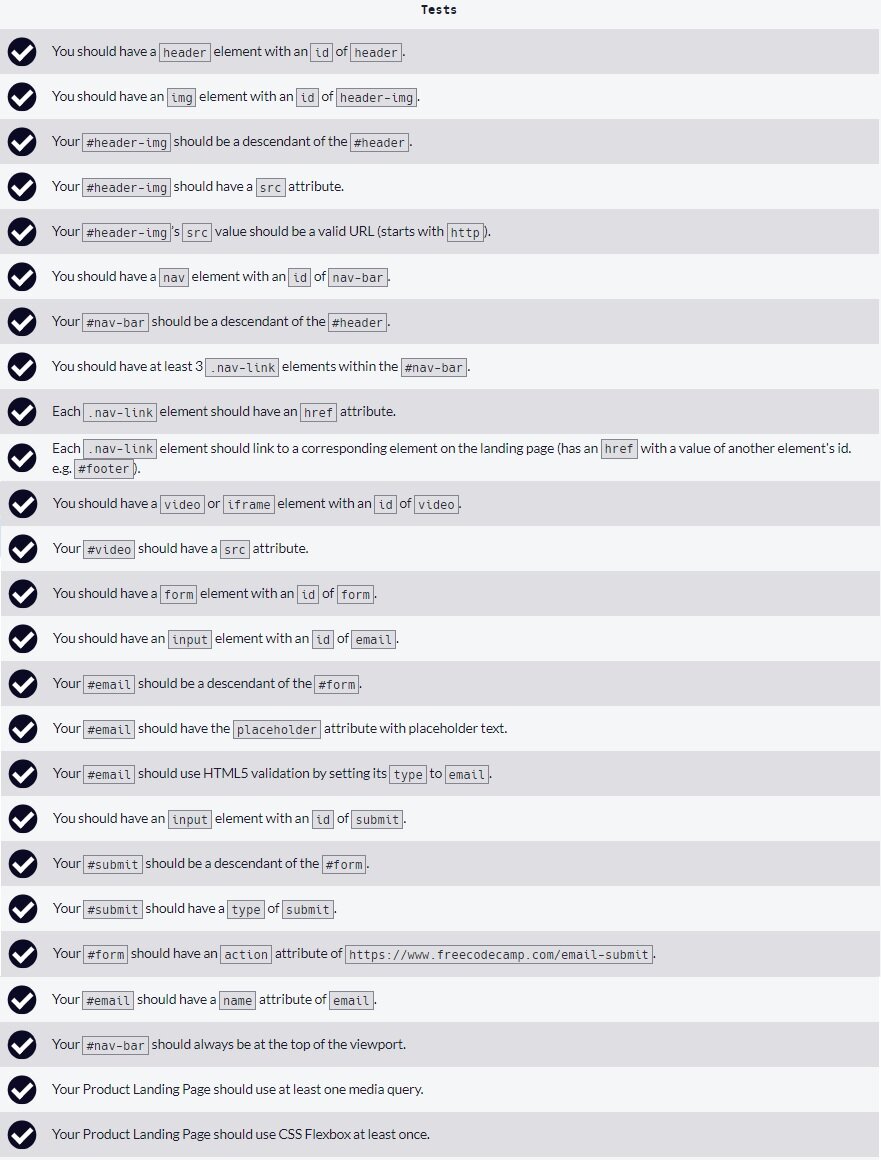 Tests
You should have a header element with an id of header.
You should have an img element with an id of header-img.
Your #header-img should be a descendant of the #header.
Your #header-img should have a src attribute.
Your #header-img's src value should be a valid URL (starts with http).
You should have a nav element with an id of nav-bar.
Your #nav-bar should be a descendant of the #header.
You should have at least 3 .nav-link elements within the #nav-bar.
Each .nav-link element should have an href attribute.
Each .nav-link element should link to a corresponding element on the landing page (has an href with a value of another element's id.
e.g. #footer).
You should have a video or iframe element with an id of video.
Your #video should have a src attribute.
You should have a form element with an id of form.
You should have an input element with an id of email.
Your #email should be a descendant of the #form.
Your #email should have the placeholder attribute with placeholder text.
Your #email should use HTML5 validation by setting its type to email.
You should have an input element with an id of submit.
Your #submit should be a descendant of the #form.
Your #submit should have a type of submit.
Your #form should have an action attribute of https://www.freecodecamp.com/email-submit.
Your #email should have a name attribute of email.
Your #nav-bar should always be at the top of the viewport.
Your Product Landing Page should use at least one media query.
Your Product Landing Page should use CSS Flexbox at least once.